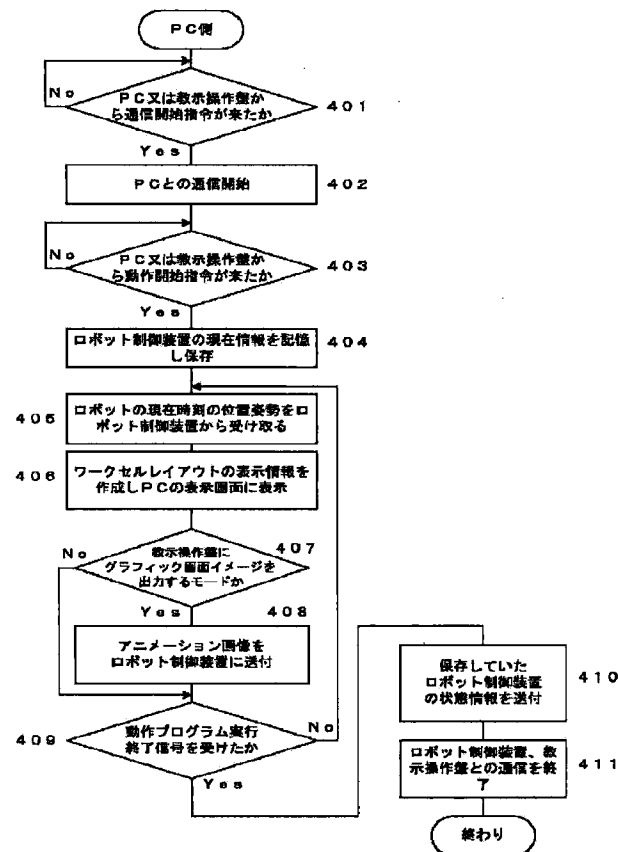 ＰＣ側
Ｎｏ
ＰＣ又は教示操作盤か
ら通信開始指令が来たか
４０１
Ｙｅｓ
ＰＣとの通信開始
４０２
Ｎｏ
ＰＣ又は教示操作盤か
ら動作開始指令が来たか
４０３
Ｙｅｓ
ロボット制御装置の現在情報を記憶
し保存
４０４
４０５
ロボットの現在時刻の位置姿勢をロ
ボット制御装置から受け取る
４０６
ワークセルレイアウトの表示情報を
作成しＰＣの表示画面に表示
Ｎｏ
教示操作盤に
グラフィック画面イメージを
出力するモードか
４０７
Ｙｅｓ
４０８
アニメーション画像を
ロボット制御装置に送付
４０９
動作プログラム実行
終了信号を受けたか
Ｎｏ
Ｙｅｓ
保存していた
ロボット制御装置
の状態情報を送付
４１０
ロボット制御装置、教
示操作盤との通信を終
了
４１１
終わり